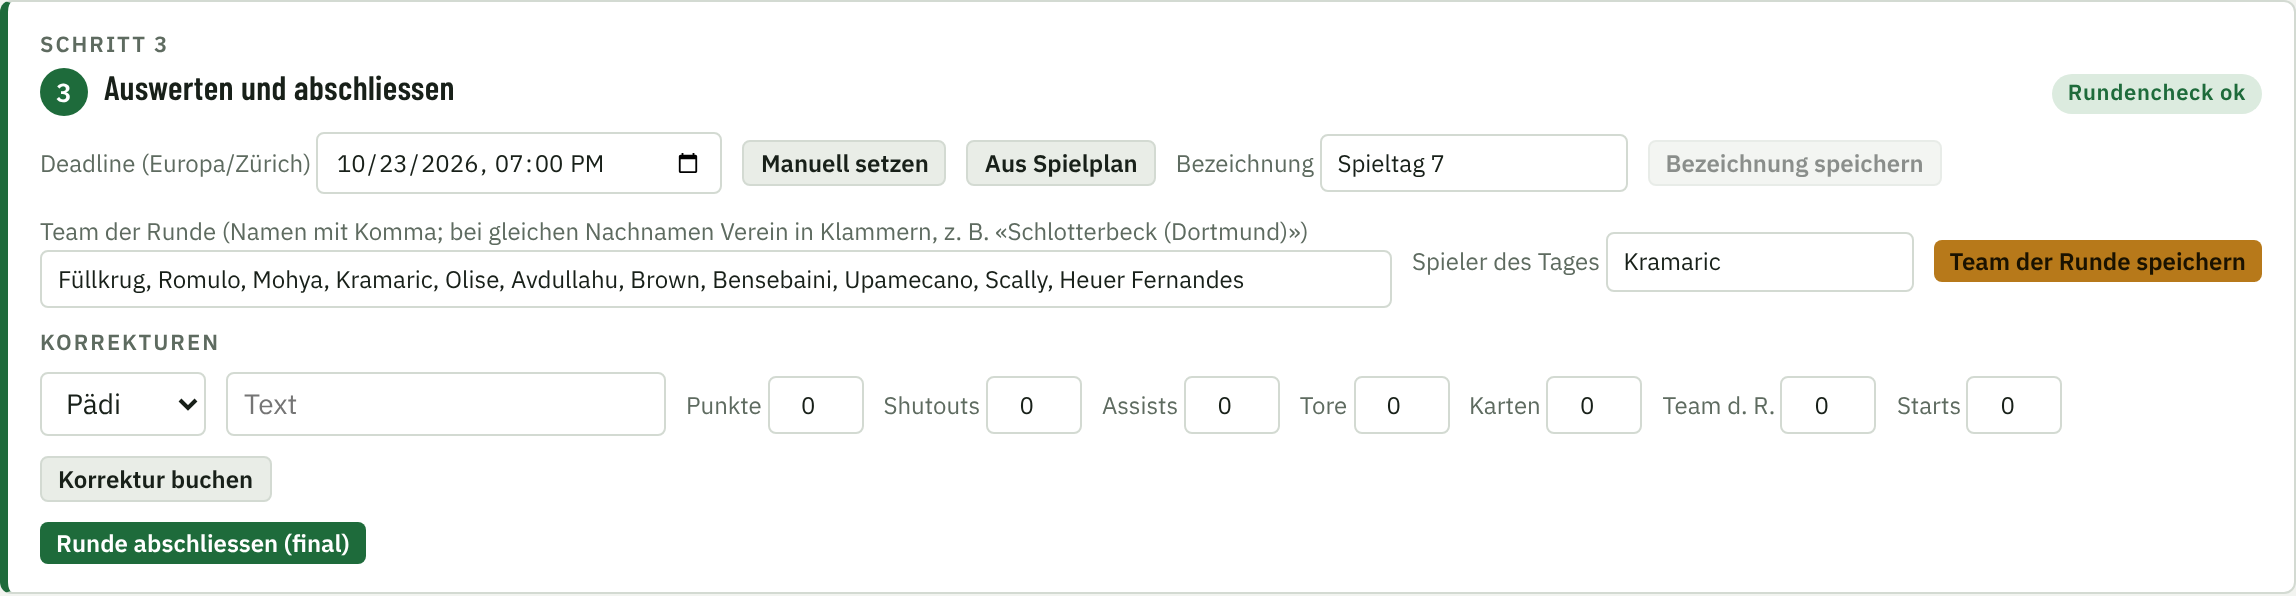 SCHRITT 3
3 Auswerten und abschliessen
Rundencheck ok
Deadline (Europa/Zürich) 10/23/2026, 07:00 PM Manuell setzen Aus Spielplan Bezeichnung Spieltag 7 Bezeichnung speichern
Team der Runde (Namen mit Komma; bei gleichen Nachnamen Verein in Klammern, z. B. «Schlotterbeck (Dortmund)»)
Füllkrug, Romulo, Mohya, Kramaric, Olise, Avdullahu, Brown, Bensebaini, Upamecano, Scally, Heuer Fernandes
Spieler des Tages Kramaric Team der Runde speichern
KORREKTUREN
Pädi Text Punkte 0 Shutouts 0 Assists 0 Tore 0 Karten 0 Team d. R. 0 Starts 0
Korrektur buchen
Runde abschliessen (final)